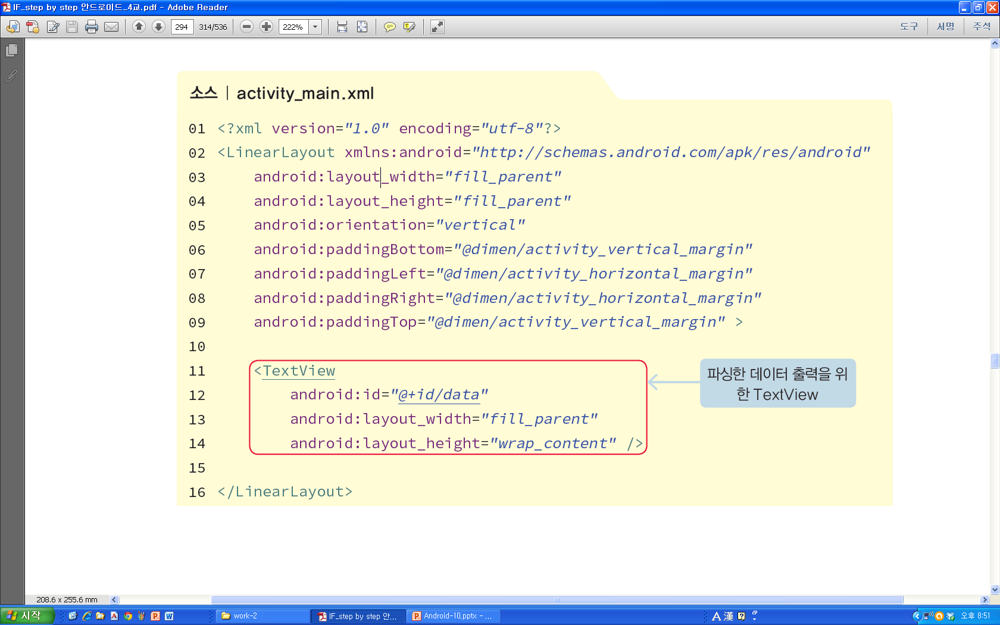 IF_step by step 안드로이드_4교.pdf - Adobe Reader
294 314/536 222% 도구 서명 주석
소스 | activity_main.xml
01 <?xml version="1.0" encoding="utf-8"?>
02 <LinearLayout xmlns:android="http://schemas.android.com/apk/res/android"
03 android:layout_width="fill_parent"
04 android:layout_height="fill_parent"
05 android:orientation="vertical"
06 android:paddingBottom="@dimen/activity_vertical_margin"
07 android:paddingLeft="@dimen/activity_horizontal_margin"
08 android:paddingRight="@dimen/activity_horizontal_margin"
09 android:paddingTop="@dimen/activity_vertical_margin" >
10
11 <TextView
12 android:id="@+id/data"
13 android:layout_width="fill_parent"
14 android:layout_height="wrap_content" />
15
16 </LinearLayout>
파싱한 데이터 출력을 위
한 TextView
208.6 x 255.6 mm
시작 work-2 IF_step by step 안... Android-10.pptx - ... A 漢 오후 8:51